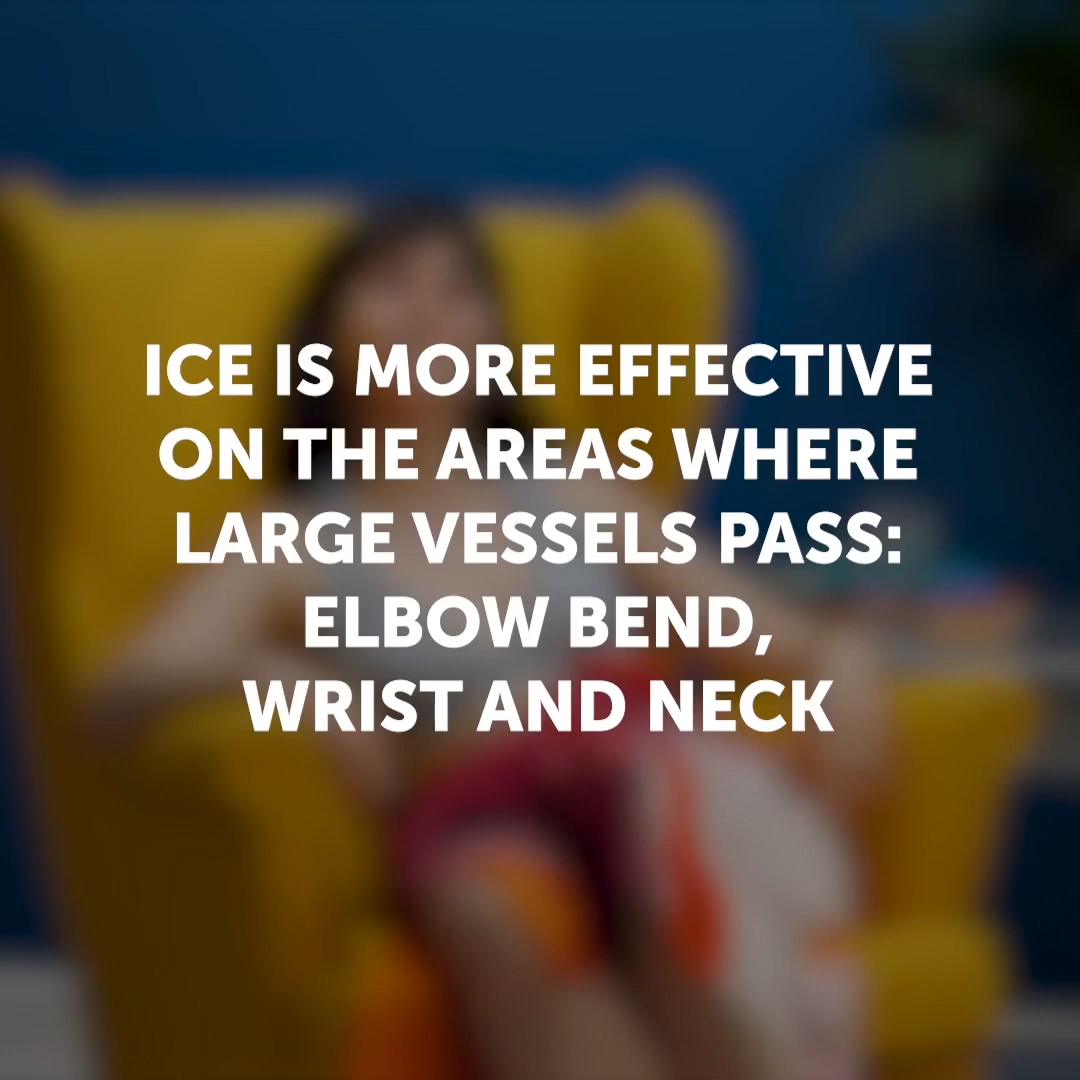 ICE IS MORE EFFECTIVE
ON THE AREAS WHERE
LARGE VESSELS PASS:
ELBOW BEND,
WRIST AND NECK